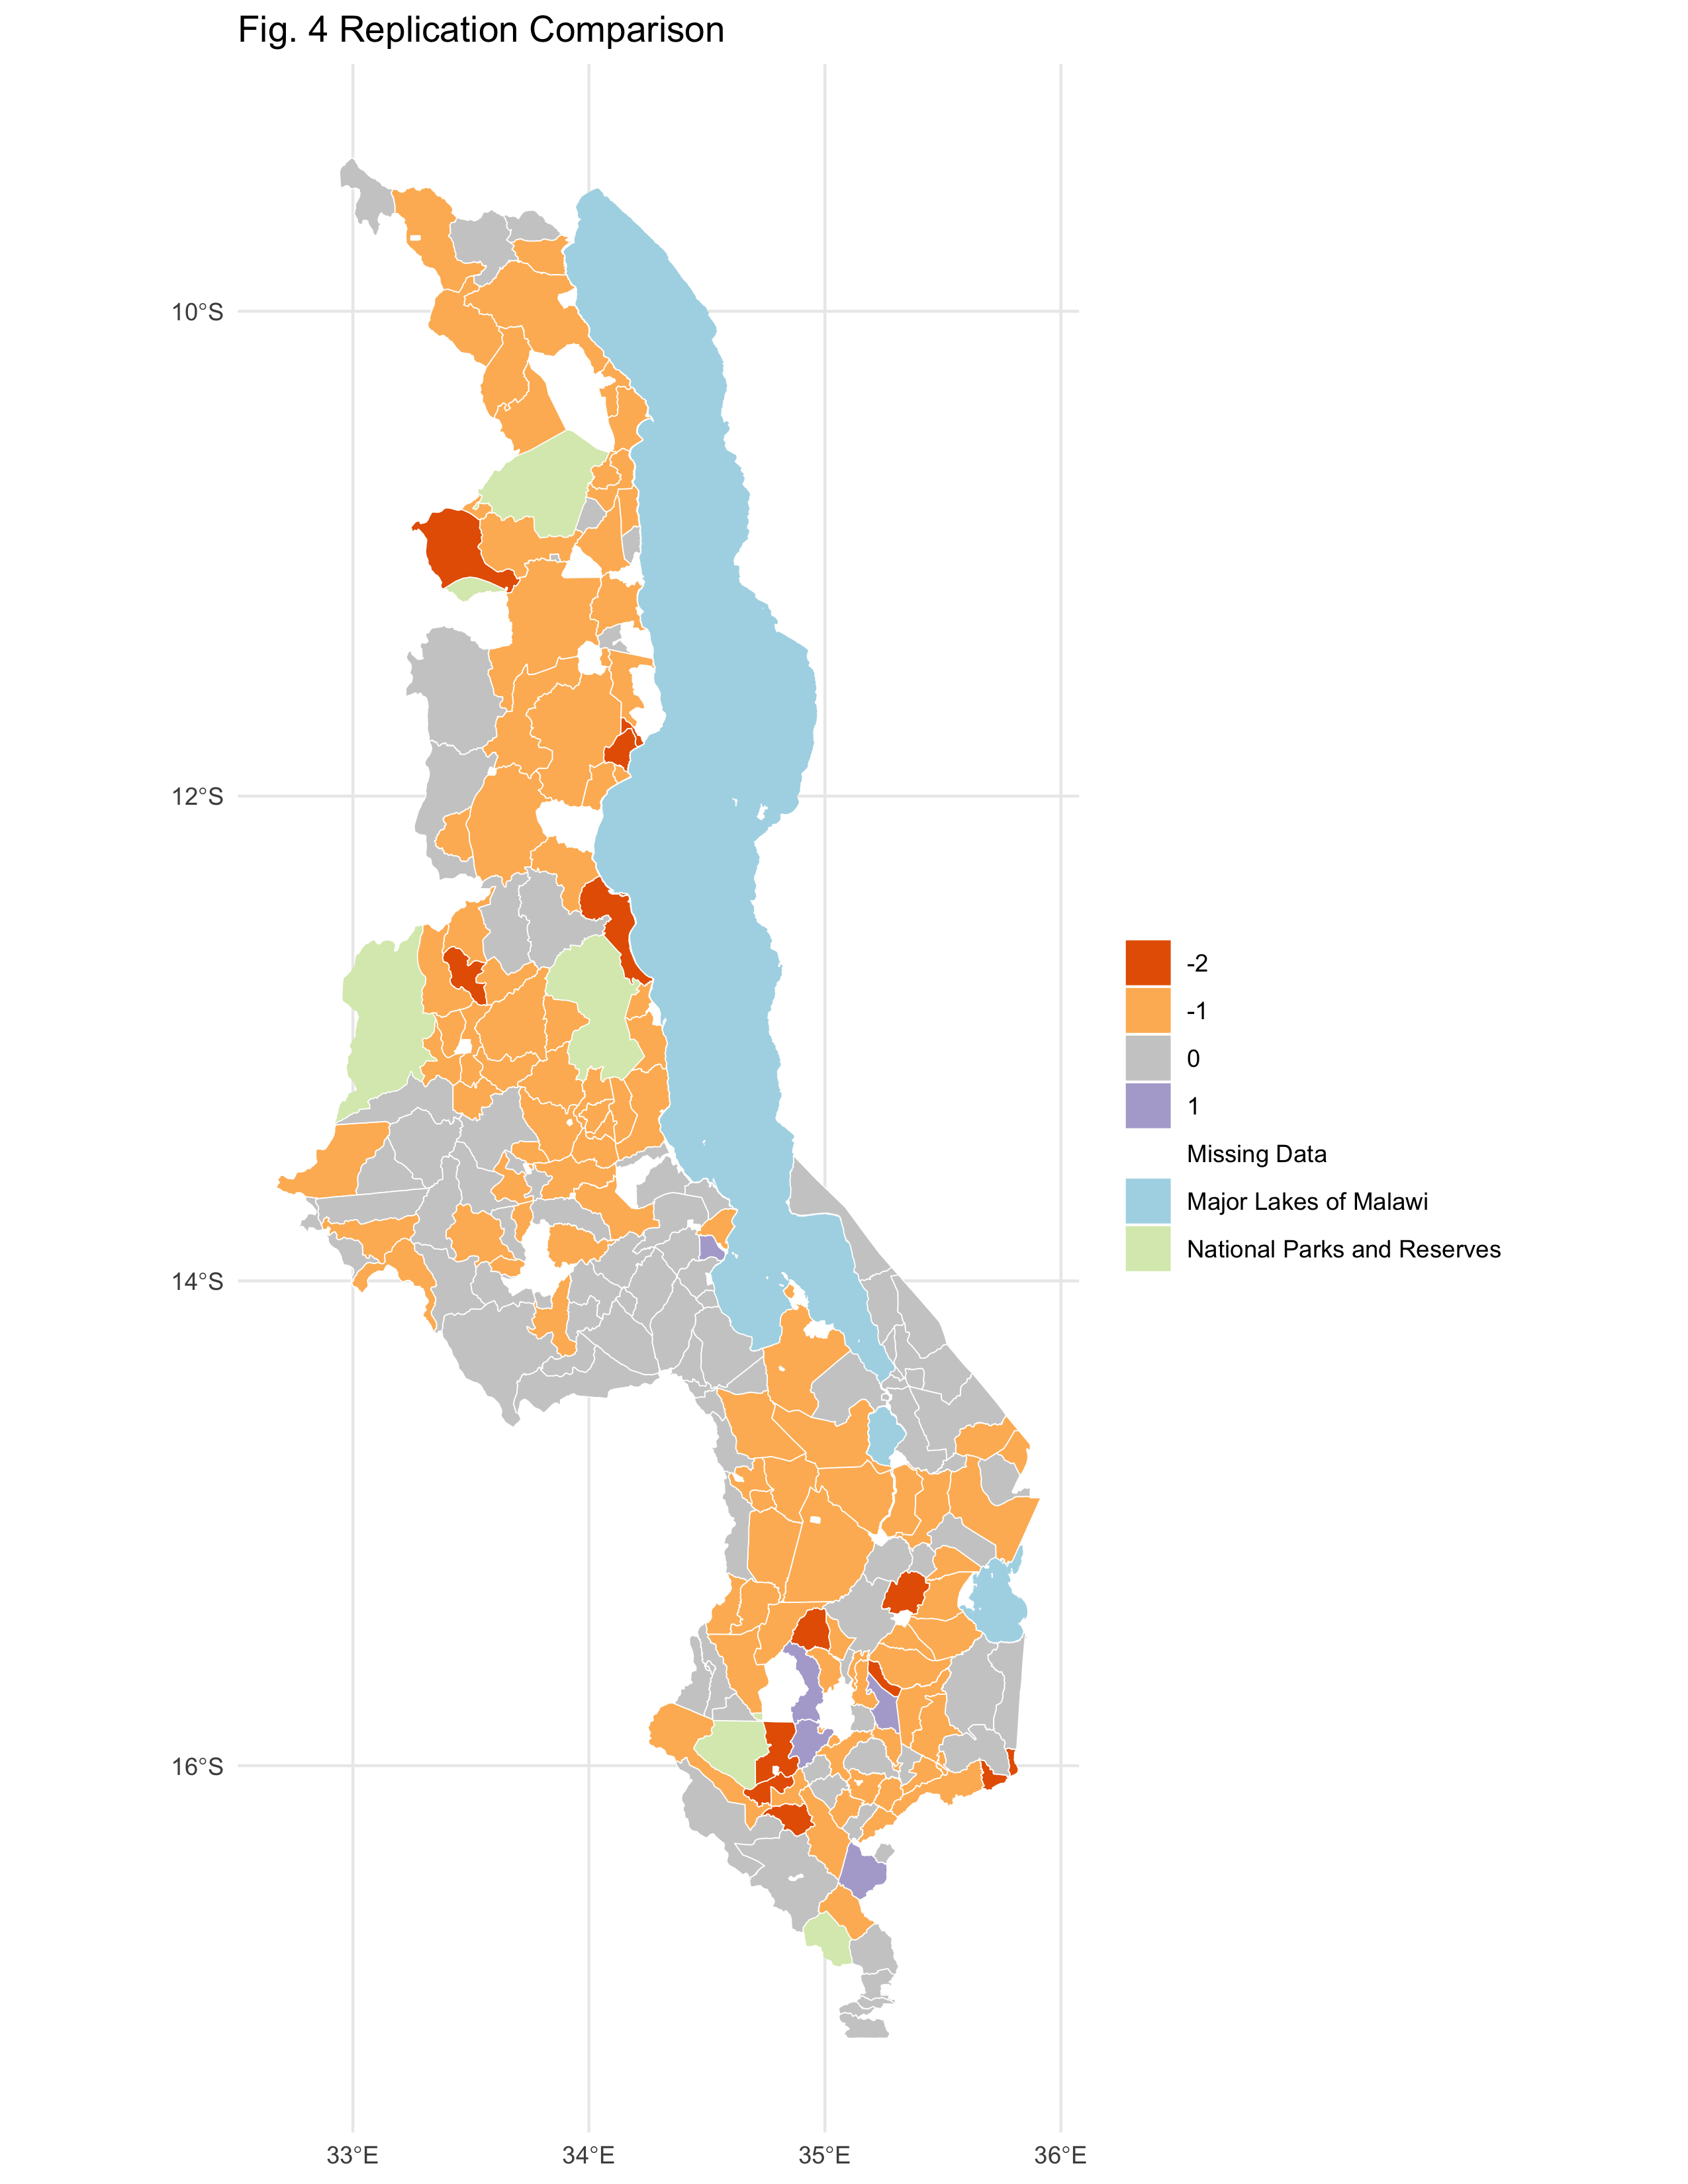 Fig. 4 Replication Comparison
10°S
12°S
14°S
16°S
33°E
34°E
35°E
36°E
-2
-1
0
1
Missing Data
Major Lakes of Malawi
National Parks and Reserves